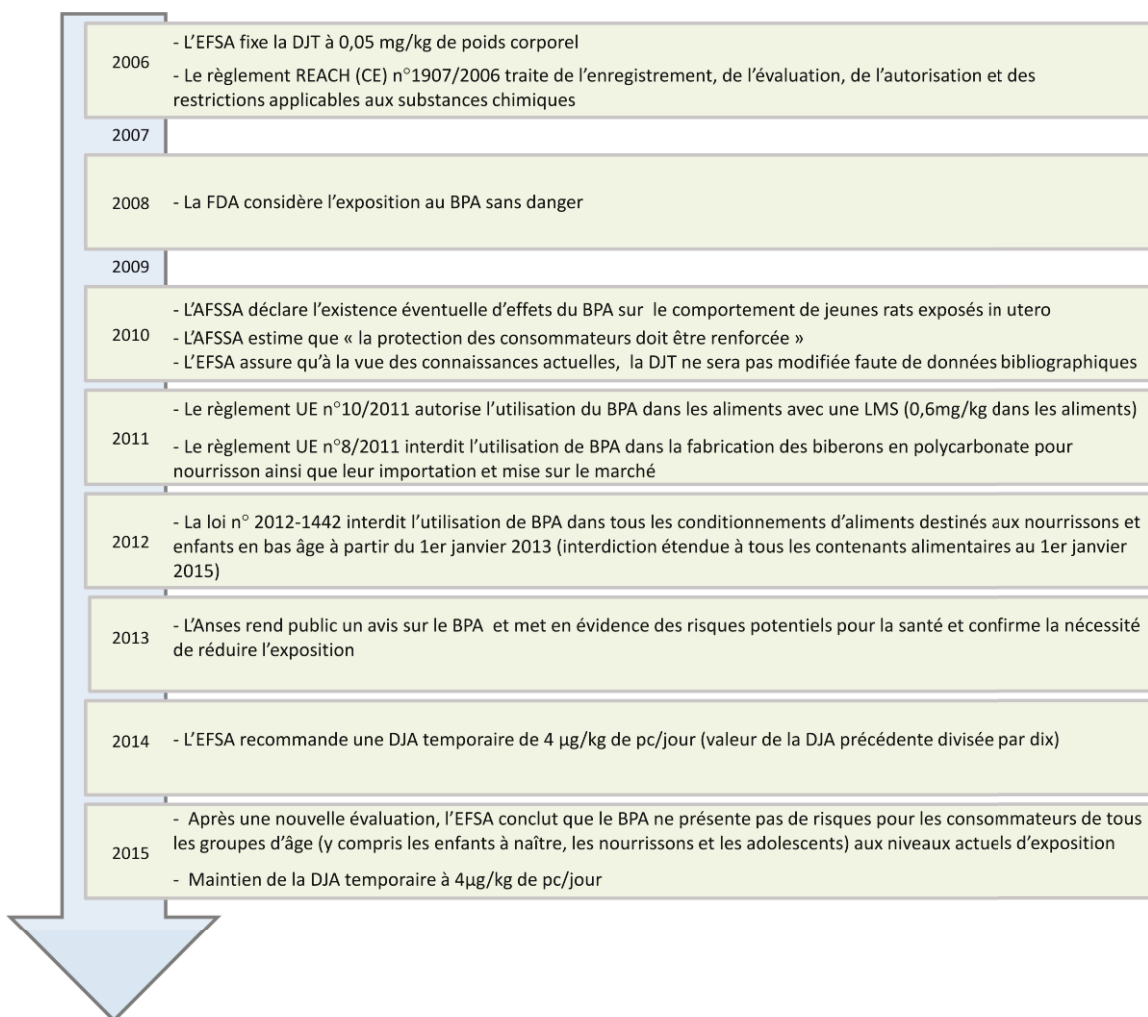 2006
- L’EFSA fixe la DJT à 0,05 mg/kg de poids corporel
- Le règlement REACH (CE) n°1907/2006 traite de l’enregistrement, de l’évaluation, de l’autorisation et des
restrictions applicables aux substances chimiques
2007
2008
- La FDA considère l’exposition au BPA sans danger
2009
2010
- L’AFSSA déclare l’existence éventuelle d’effets du BPA sur le comportement de jeunes rats exposés in utero
- L’AFSSA estime que « la protection des consommateurs doit être renforcée »
- L’EFSA assure qu’à la vue des connaissances actuelles, la DJT ne sera pas modifiée faute de données bibliographiques
2011
- Le règlement UE n°10/2011 autorise l’utilisation du BPA dans les aliments avec une LMS (0,6mg/kg dans les aliments)
- Le règlement UE n°8/2011 interdit l’utilisation de BPA dans la fabrication des biberons en polycarbonate pour
nourrisson ainsi que leur importation et mise sur le marché
2012
- La loi n° 2012-1442 interdit l’utilisation de BPA dans tous les conditionnements d’aliments destinés aux nourrissons et
enfants en bas âge à partir du 1er janvier 2013 (interdiction étendue à tous les contenants alimentaires au 1er janvier
2015)
2013
- L’Anses rend public un avis sur le BPA et met en évidence des risques potentiels pour la santé et confirme la nécessité
de réduire l’exposition
2014
- L’EFSA recommande une DJA temporaire de 4 µg/kg de pc/jour (valeur de la DJA précédente divisée par dix)
2015
- Après une nouvelle évaluation, l’EFSA conclut que le BPA ne présente pas de risques pour les consommateurs de tous
les groupes d’âge (y compris les enfants à naître, les nourrissons et les adolescents) aux niveaux actuels d’exposition
- Maintien de la DJA temporaire à 4µg/kg de pc/jour